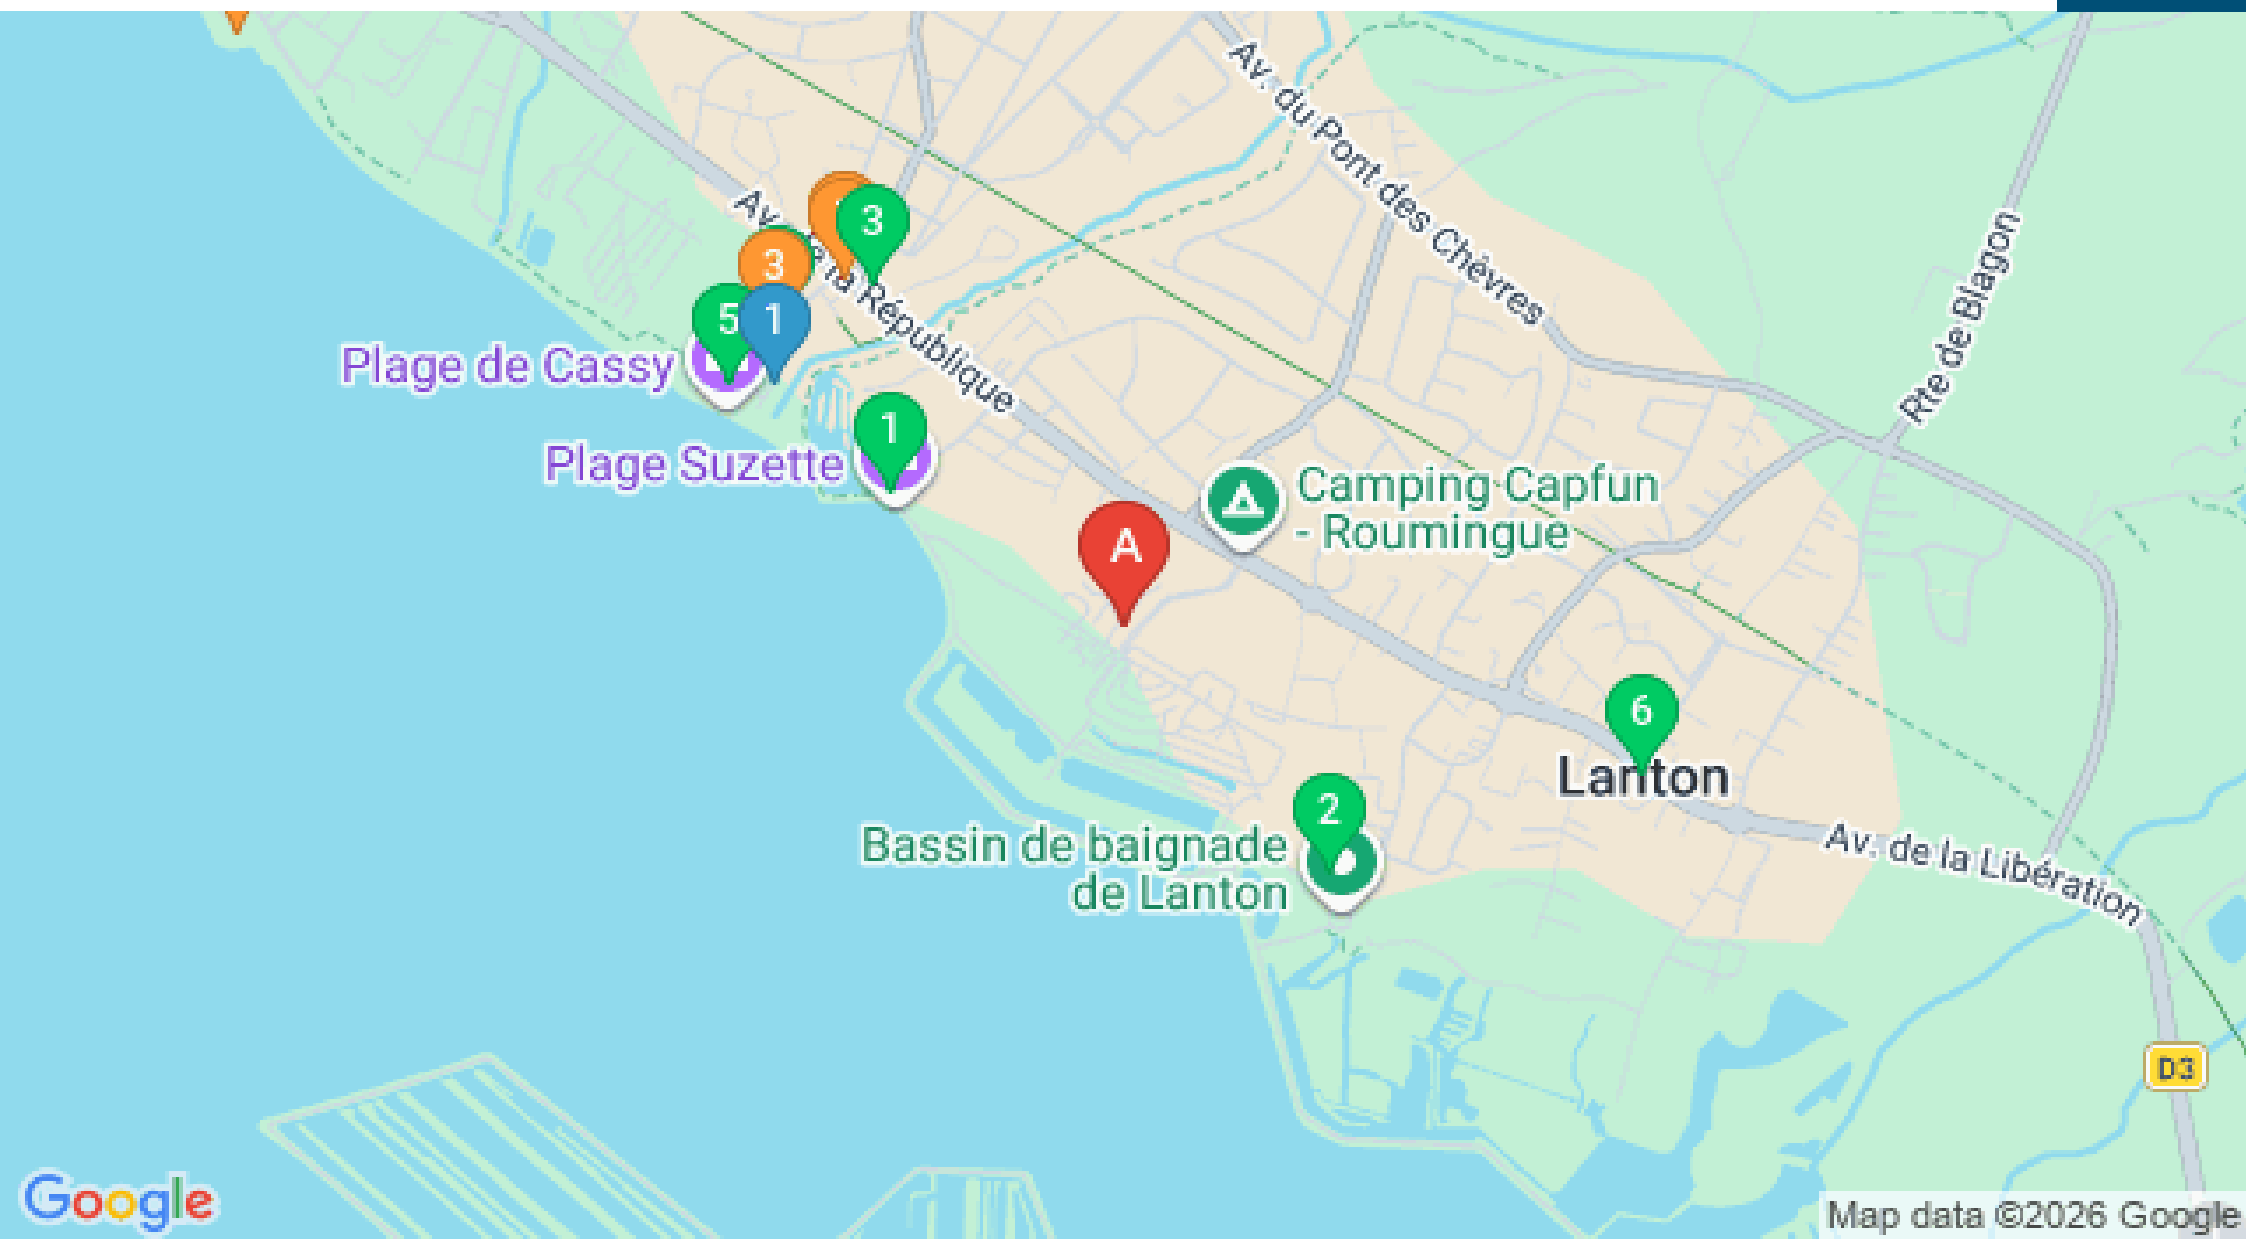 Av. du Pont des Chèvres
Rte de Blagon
3
3
Av. de la République
5
1
Plage de Cassy
1
Plage Suzette
Camping Capfun
- Roumingue
A
6
Lanton
2
Bassin de baignade
de Lanton
Av. de la Libération
D3
Google
Map data ©2026 Google